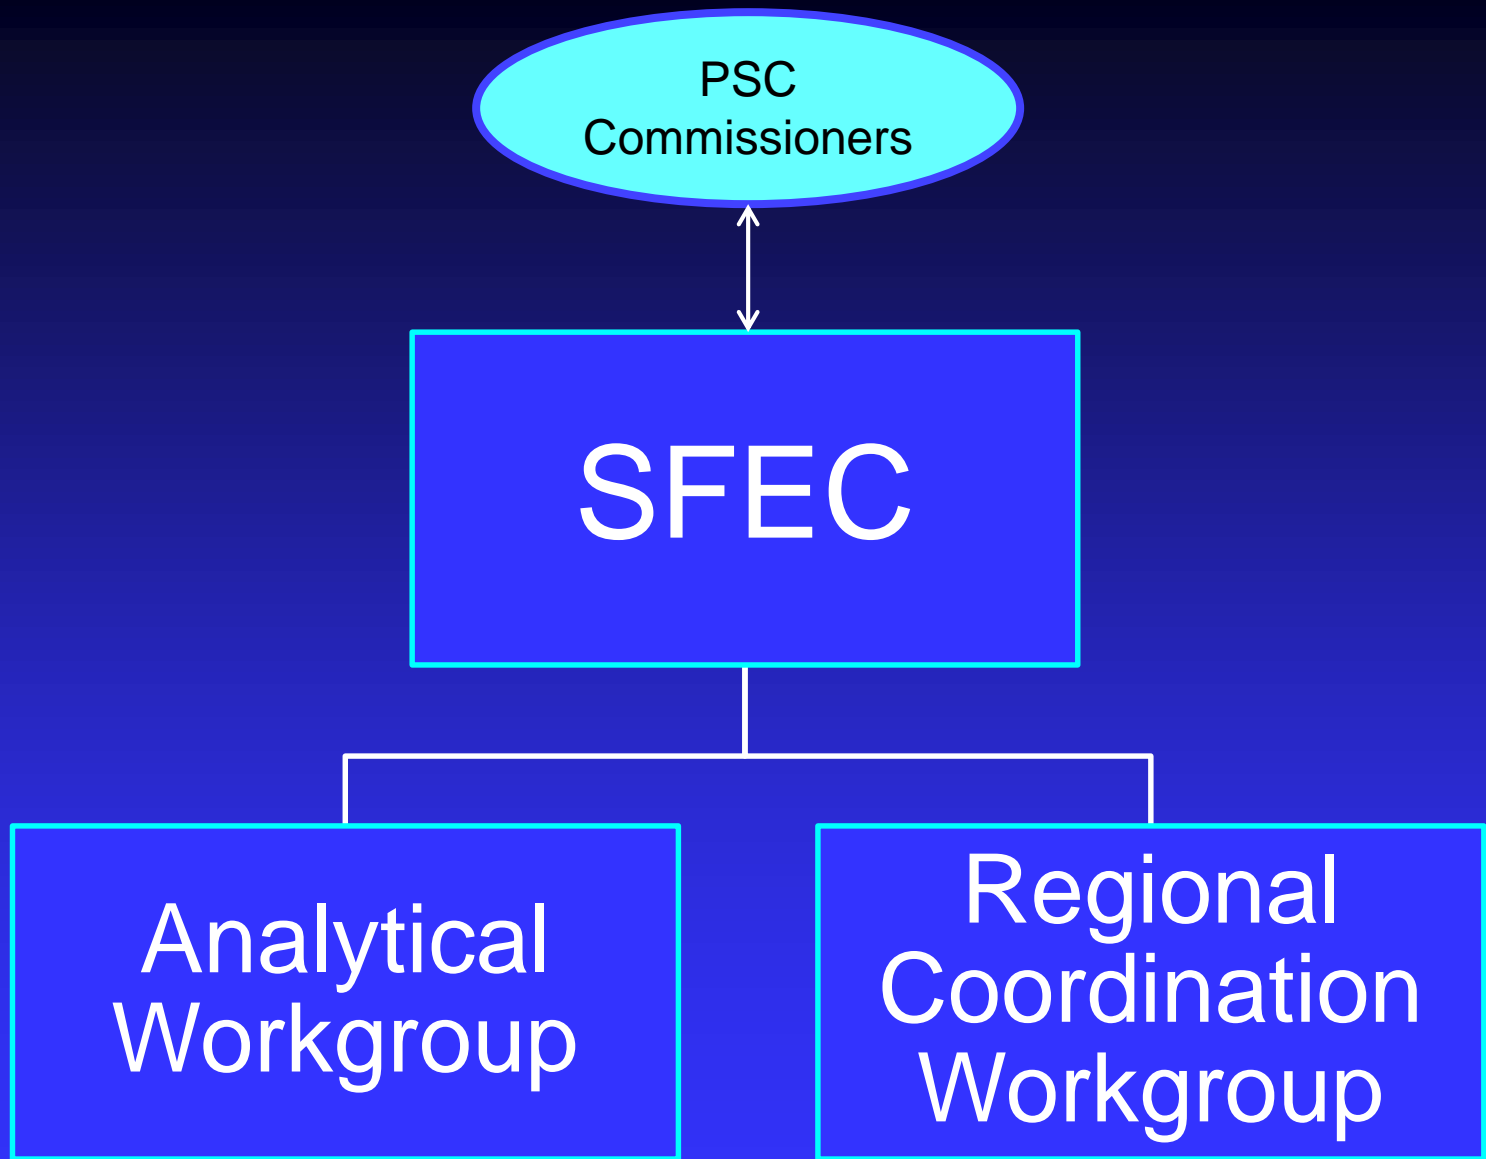 PSC
Commissioners
SFEC
Analytical
Workgroup
Regional
Coordination
Workgroup